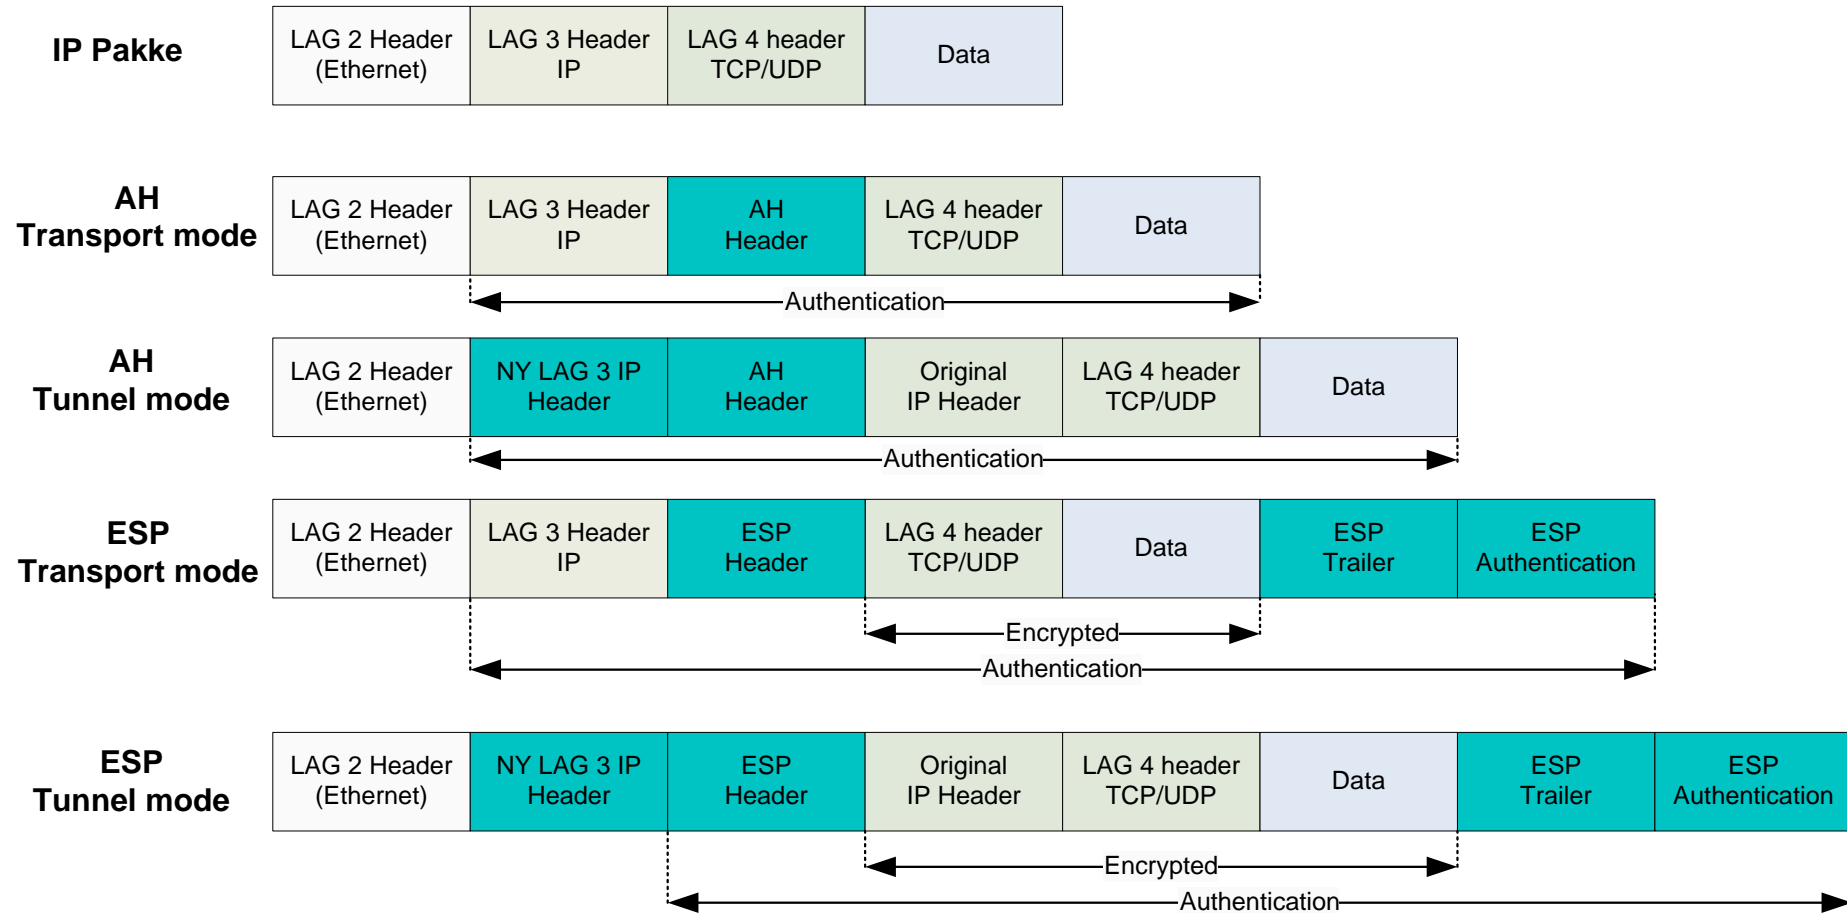 IP Pakke
LAG 2 Header
(Ethernet)
LAG 3 Header
IP
LAG 4 header
TCP/UDP
Data
AH
Transport mode
LAG 2 Header
(Ethernet)
LAG 3 Header
IP
AH
Header
LAG 4 header
TCP/UDP
Data
Authentication
AH
Tunnel mode
LAG 2 Header
(Ethernet)
NY LAG 3 IP
Header
AH
Header
Original
IP Header
LAG 4 header
TCP/UDP
Data
Authentication
ESP
Transport mode
LAG 2 Header
(Ethernet)
LAG 3 Header
IP
ESP
Header
LAG 4 header
TCP/UDP
Data
ESP
Trailer
ESP
Authentication
Encrypted
Authentication
ESP
Tunnel mode
LAG 2 Header
(Ethernet)
NY LAG 3 IP
Header
ESP
Header
Original
IP Header
LAG 4 header
TCP/UDP
Data
ESP
Trailer
ESP
Authentication
Encrypted
Authentication